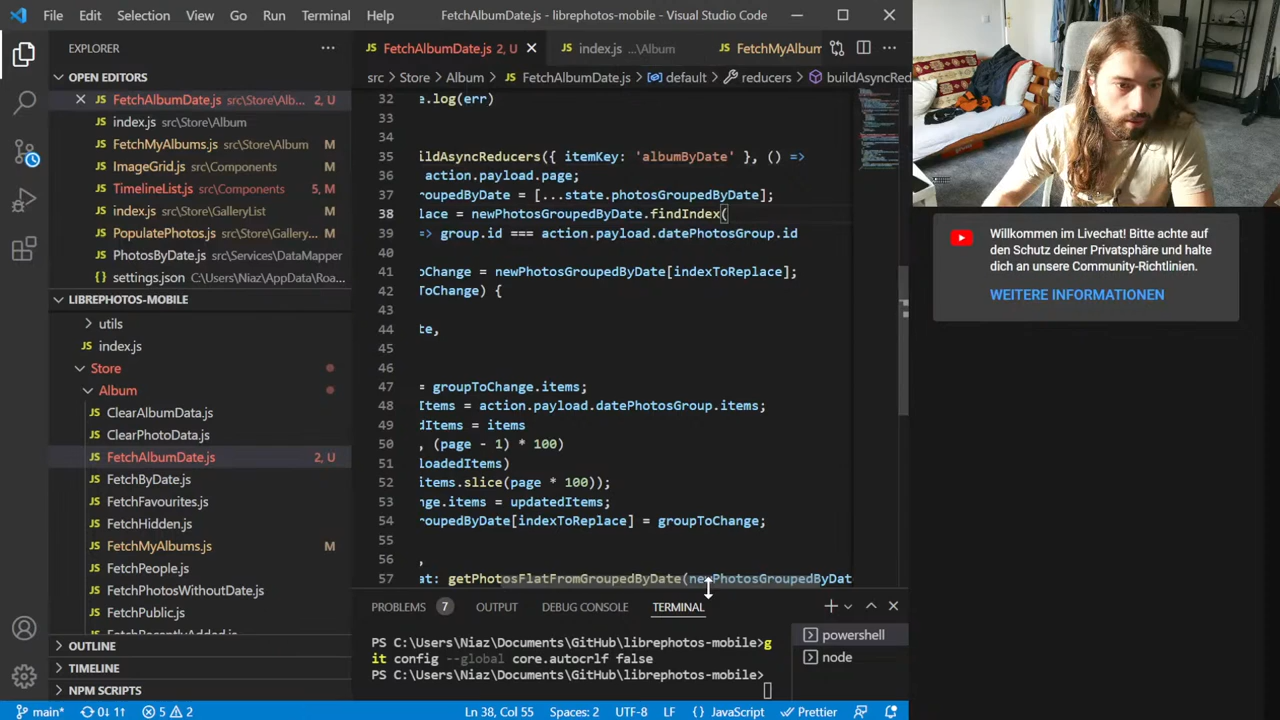 File Edit Selection View Go Run Terminal Help FetchAlbumDate.js - librephotos-mobile - Visual Studio Code
EXPLORER
OPEN EDITORS
FetchAlbumDate.js src\Store\Alb... 2, U
index.js src\Store\Album
FetchMyAlbums.js src\Store\Album M
ImageGrid.js src\Components M
TimelineList.js src\Components 5, M
index.js src\Components\GalleryList M
PopulatePhotos.js src\Store\Gallery... M
PhotosByDate.js src\Services\DataMapper
settings.json C:\Users\Niaz\AppData\Roa...
LIBREPHOTOS-MOBILE
utils
index.js
Store
Album
ClearAlbumData.js
ClearPhotoData.js
FetchAlbumDate.js 2, U
FetchByDate.js
FetchFavourites.js
FetchHidden.js
FetchMyAlbums.js M
FetchPeople.js
FetchPhotosWithoutDate.js
FetchPublic.js
FetchRecentlyAdded.js
OUTLINE
TIMELINE
NPM SCRIPTS
FetchAlbumDate.js 2, U index.js ...\Album FetchMyAlbum
src > Store > Album > FetchAlbumDate.js > default > reducers > buildAsyncRed
32 e.log(err)
33
34
35 ildAsyncReducers({ itemKey: 'albumByDate' }, () =>
36 action.payload.page;
37 roupedByDate = [...state.photosGroupedByDate];
38 lace = newPhotosGroupedByDate.findIndex(
39 => group.id === action.payload.datePhotosGroup.id
40
41 oChange = newPhotosGroupedByDate[indexToReplace];
42 ToChange) {
43
44 te,
45
46
47 = groupToChange.items;
48 Items = action.payload.datePhotosGroup.items;
49 dItems = items
50 , (page - 1) * 100)
51 loadedItems)
52 items.slice(page * 100));
53 nge.items = updatedItems;
54 roupedByDate[indexToReplace] = groupToChange;
55
56 ,
57 at: getPhotosFlatFromGroupedByDate(newPhotosGroupedByDat
PROBLEMS 7 OUTPUT DEBUG CONSOLE TERMINAL
PS C:\Users\Niaz\Documents\GitHub\librephotos-mobile>g
it config --global core.autocrlf false
PS C:\Users\Niaz\Documents\GitHub\librephotos-mobile>
powershell
node
main* 0↓ 1↑ 5 2 Ln 38, Col 55 Spaces: 2 UTF-8 LF {} JavaScript Prettier
Willkommen im Livechat! Bitte achte auf
den Schutz deiner Privatsphäre und halte
dich an unsere Community-Richtlinien.
WEITERE INFORMATIONEN